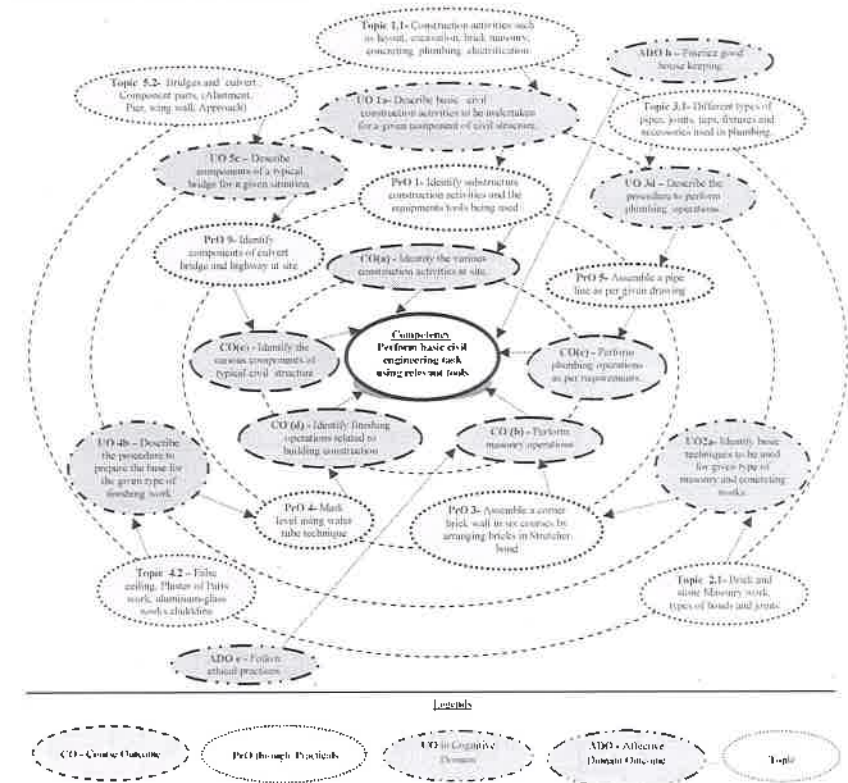 Topic 1.1- Construction activities such
as layout, excavation, brick masonry,
concreting plumbing electrification
ADO h – Practice good
house keeping
Topic 5.2- Bridges and culvert
Component parts, (Abutment,
Pier, wing wall Approach)
UO 1a- Describe basic civil
construction activities to be undertaken
for a given component of civil structure.
Topic 3.1- Different types of
pipes, joints, taps, fixtures and
accessories used in plumbing.
UO 5c – Describe
components of a typical
bridge for a given situation
PrO 1- Identify substructure
construction activities and the
equipments tools being used
UO 3d – Describe the
procedure to perform
plumbing operations.
PrO 9- Identify
components of culvert
bridge and highway at site
CO(a) - Identify the various
construction activities at site.
PrO 5- Assemble a pipe
line as per given drawing
Competency
Perform basic civil
engineering task
using relevant tools
CO(e) - Identify the
various components of
typical civil structure
CO(c) - Perform
plumbing operations
as per requirements.
CO (d) - Identify finishing
operations related to
building construction
CO (b) - Perform
masonry operations
UO 4b – Describe
the procedure to
prepare the base for
the given type of
finishing work
UO2a- Identify basic
techniques to be used
for given type of
masonry and concreting
works
PrO 4- Mark
level using water
tube technique
PrO 3- Assemble a corner
brick wall in six courses by
arranging bricks in Stretcher
bond
Topic 4.2 – False
ceiling, Plaster of Paris
work, aluminum-glass
works
Topic 2.1- Brick and
stone Masonry work,
types of bonds and joints
ADO e - Follow
ethical practices
Legends
CO - Course Outcome
PrO through Practicals
UO in Cognitive
Domain
ADO - Affective
Domain Outcome
Topic